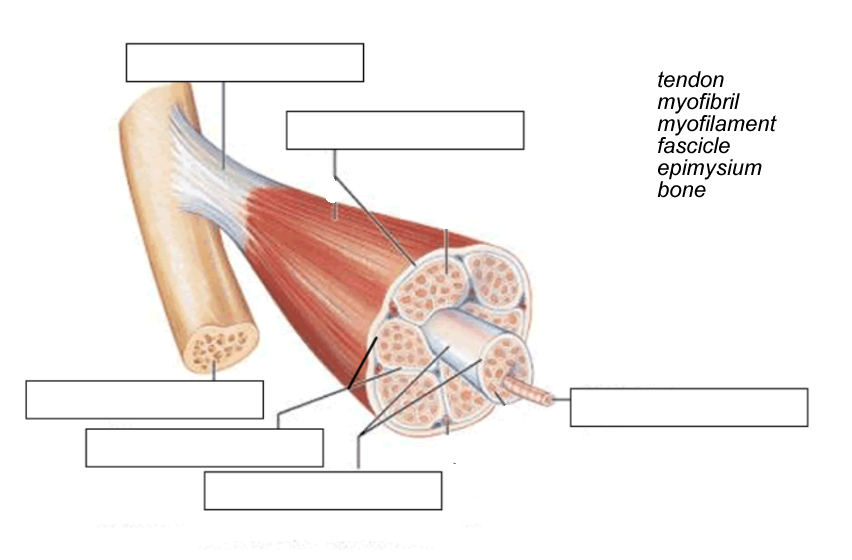 tendon
myofibril
myofilament
fascicle
epimysium
bone